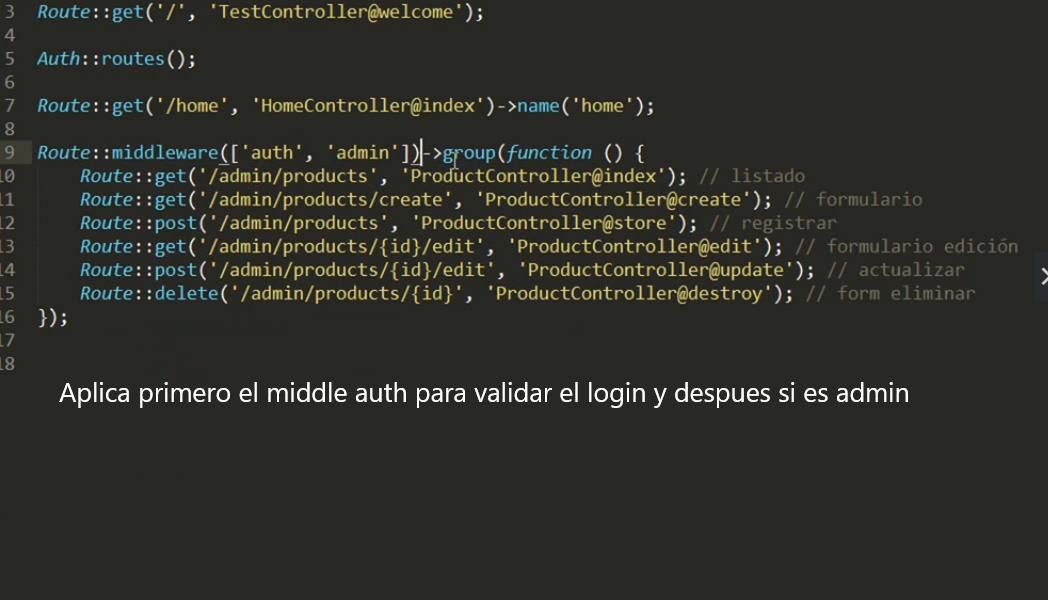 3 Route::get('/', 'TestController@welcome');
4
5 Auth::routes();
6
7 Route::get('/home', 'HomeController@index')->name('home');
8
9 Route::middleware(['auth', 'admin'])->group(function () {
10 Route::get('/admin/products', 'ProductController@index'); // listado
11 Route::get('/admin/products/create', 'ProductController@create'); // formulario
12 Route::post('/admin/products', 'ProductController@store'); // registrar
13 Route::get('/admin/products/{id}/edit', 'ProductController@edit'); // formulario edición
14 Route::post('/admin/products/{id}/edit', 'ProductController@update'); // actualizar
15 Route::delete('/admin/products/{id}', 'ProductController@destroy'); // form eliminar
16 });
17
18
Aplica primero el middle auth para validar el login y despues si es admin